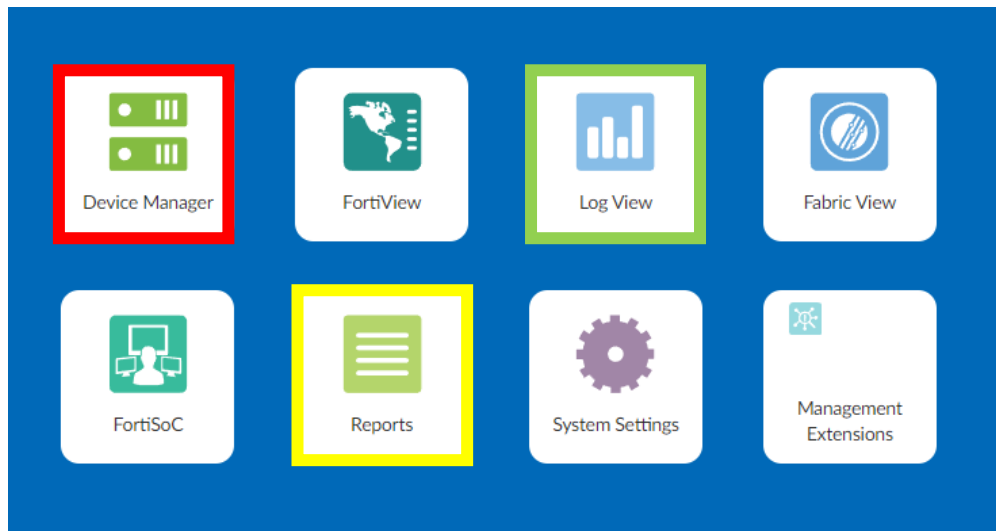 Device Manager
FortiView
Log View
Fabric View
FortiSoC
Reports
System Settings
Management
Extensions